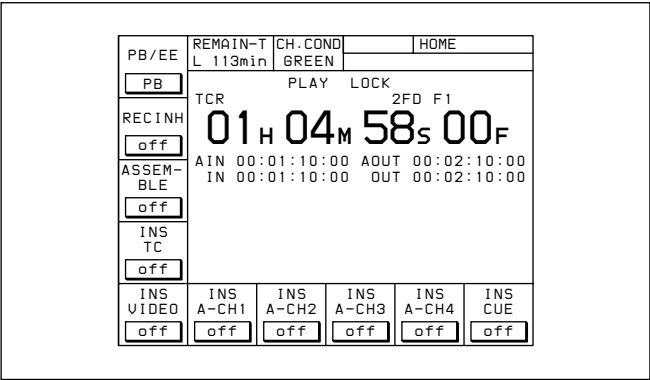 PB/EE
PB
REMAIN-T CH.COND HOME
L 113min GREEN
PLAY LOCK
TCR 2FD F1
01H 04M 58S 00F
AIN 00:01:10:00 AOUT 00:02:10:00
IN 00:01:10:00 OUT 00:02:10:00
RECINH
off
ASSEM-
BLE
off
INS
TC
off
INS
VIDEO
off
INS
A-CH1
off
INS
A-CH2
off
INS
A-CH3
off
INS
A-CH4
off
INS
CUE
off